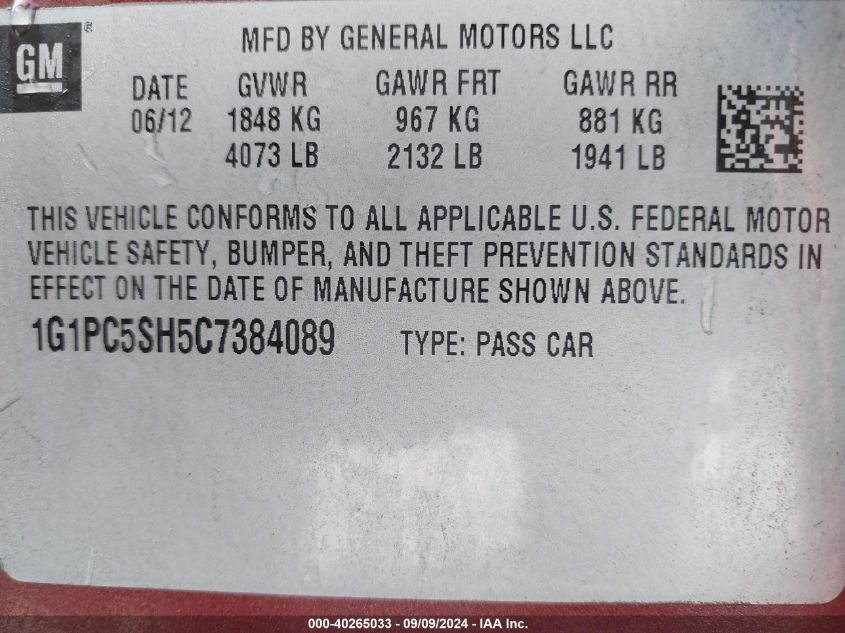 GM ®
MFD BY GENERAL MOTORS LLC
DATE GVWR GAWR FRT GAWR RR
06/12 1848 KG 967 KG 881 KG
4073 LB 2132 LB 1941 LB
THIS VEHICLE CONFORMS TO ALL APPLICABLE U.S. FEDERAL MOTOR
VEHICLE SAFETY, BUMPER, AND THEFT PREVENTION STANDARDS IN
EFFECT ON THE DATE OF MANUFACTURE SHOWN ABOVE.
1G1PC5SH5C7384089 TYPE: PASS CAR
000-40265033 - 09/09/2024 - IAA Inc.